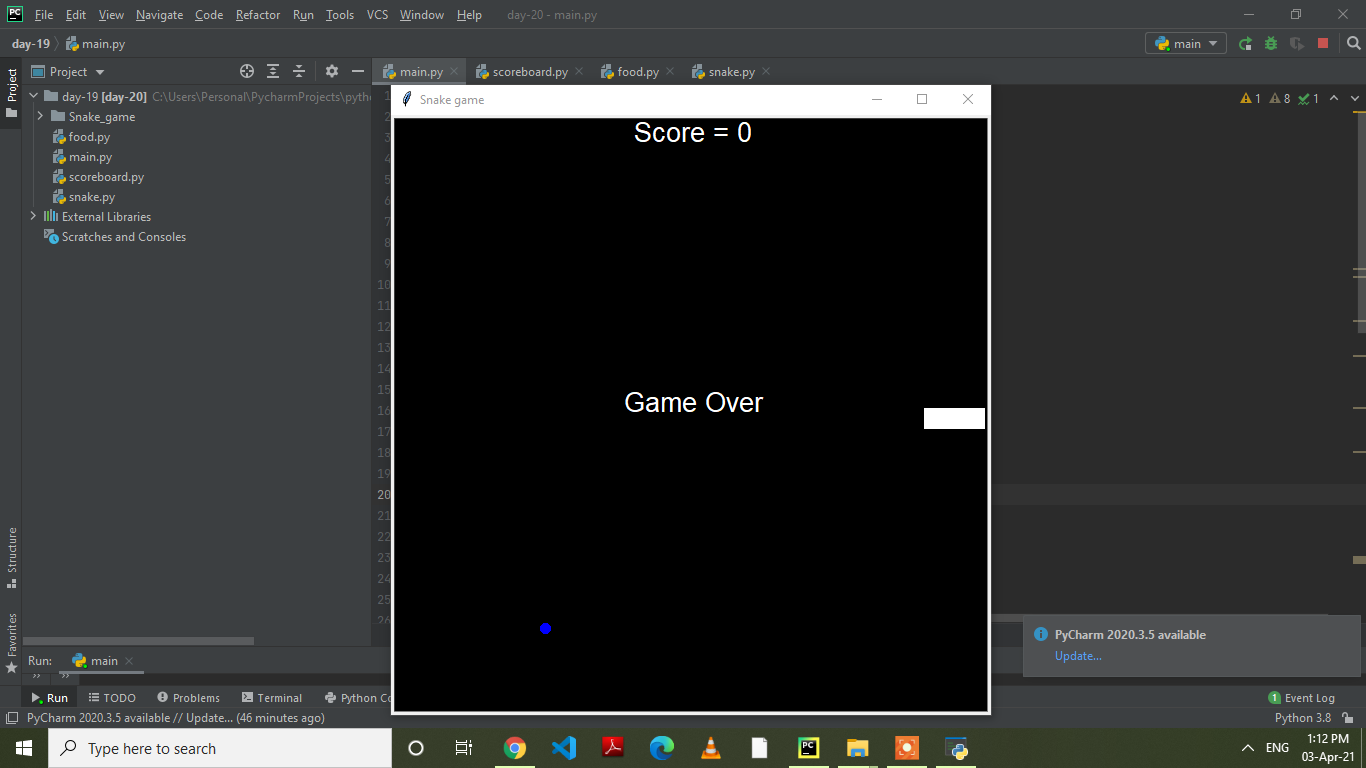 PC File Edit View Navigate Code Refactor Run Tools VCS Window Help day-20 - main.py
day-19 main.py main
Project Project main.py scoreboard.py food.py snake.py
Snake game
day-19 [day-20] C:\Users\Personal\PycharmProjects\pytho
1 8 1
Snake_game
food.py
main.py
scoreboard.py
snake.py
External Libraries
Scratches and Consoles
Score = 0
Game Over
1
2
3
4
5
6
7
8
9
10
11
12
13
14
15
16
17
18
19
20
21
22
23
24
25
26
Structure
Favorites
PyCharm 2020.3.5 available
Update...
Run: main
Run TODO Problems Terminal Python Co 1 Event Log
PyCharm 2020.3.5 available // Update... (46 minutes ago) Python 3.8
Type here to search PC ENG 1:12 PM
03-Apr-21